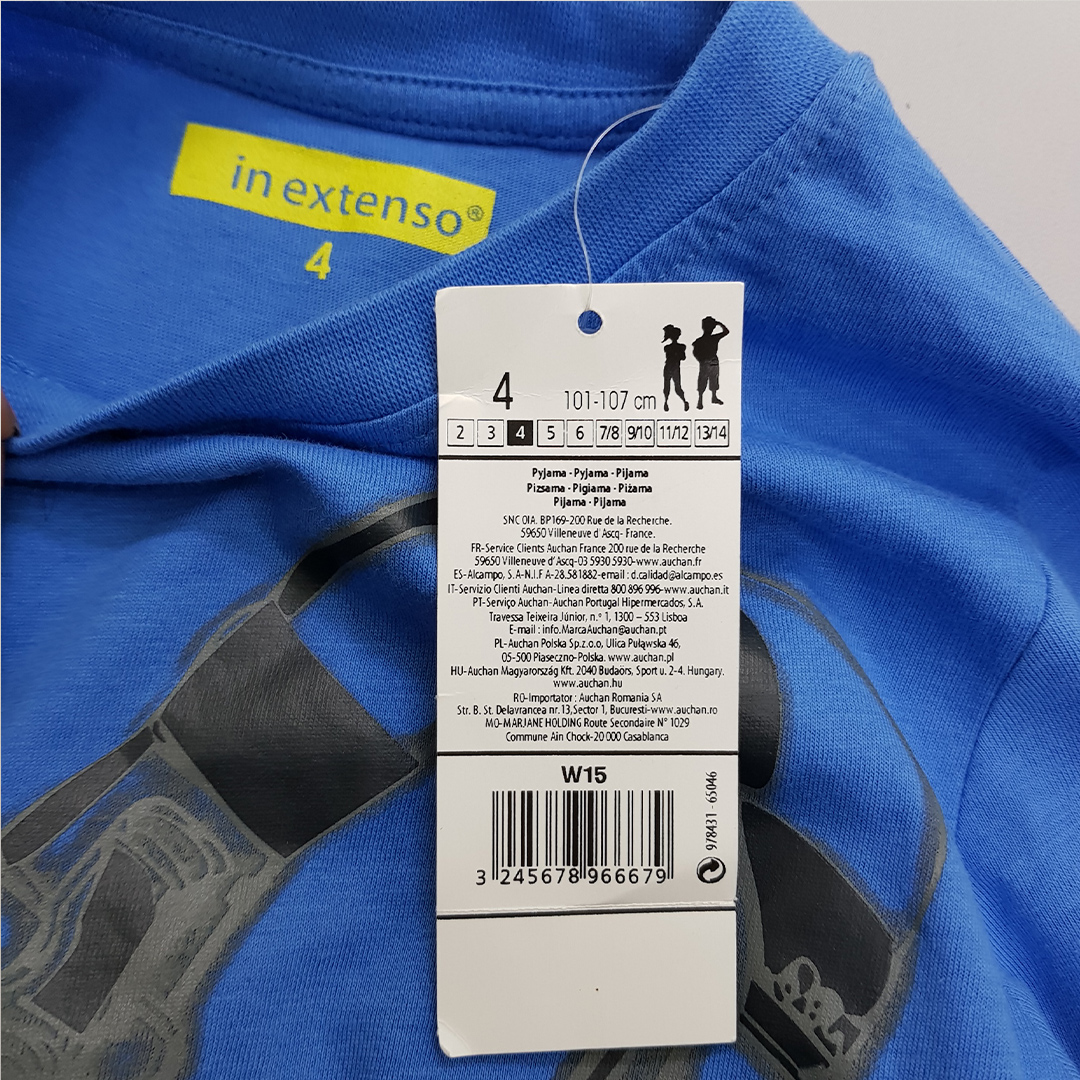 in extenso®
4
4 101-107 cm
2 3 4 5 6 7/8 9/10 11/12 13/14
Pyjama - Pyjama - Pijama
Pizsama - Pigiama - Piżama
Pijama - Pijama
SNC OIA. BP169-200 Rue de la Recherche.
59650 Villeneuve d'Ascq- France.
FR-Service Clients Auchan France 200 rue de la Recherche
59650 Villeneuve d'Ascq-03 5930 5930-www.auchan.fr
ES-Alcampo, S.A-N.I.F A-28.581882-email : d.calidad@alcampo.es
IT-Servizio Clienti Auchan-Linea diretta 800 896 996-www.auchan.it
PT-Serviço Auchan-Auchan Portugal Hipermercados, S.A.
Travessa Teixeira Júnior, n.º 1, 1300 – 553 Lisboa
E-mail : info.MarcaAuchan@auchan.pt
PL-Auchan Polska Sp.z.o.o, Ulica Puławska 46,
05-500 Piaseczno-Polska. www.auchan.pl
HU-Auchan Magyarország Kft. 2040 Budaörs, Sport u. 2-4. Hungary.
www.auchan.hu
RO-Importator : Auchan Romania SA
Str. B. St. Delavrancea nr.13,Sector 1, Bucuresti-www.auchan.ro
MO-MARJANE HOLDING Route Secondaire N° 1029
Commune Ain Chock-20 000 Casablanca
W15
3 245678 966679
978431 - 65046